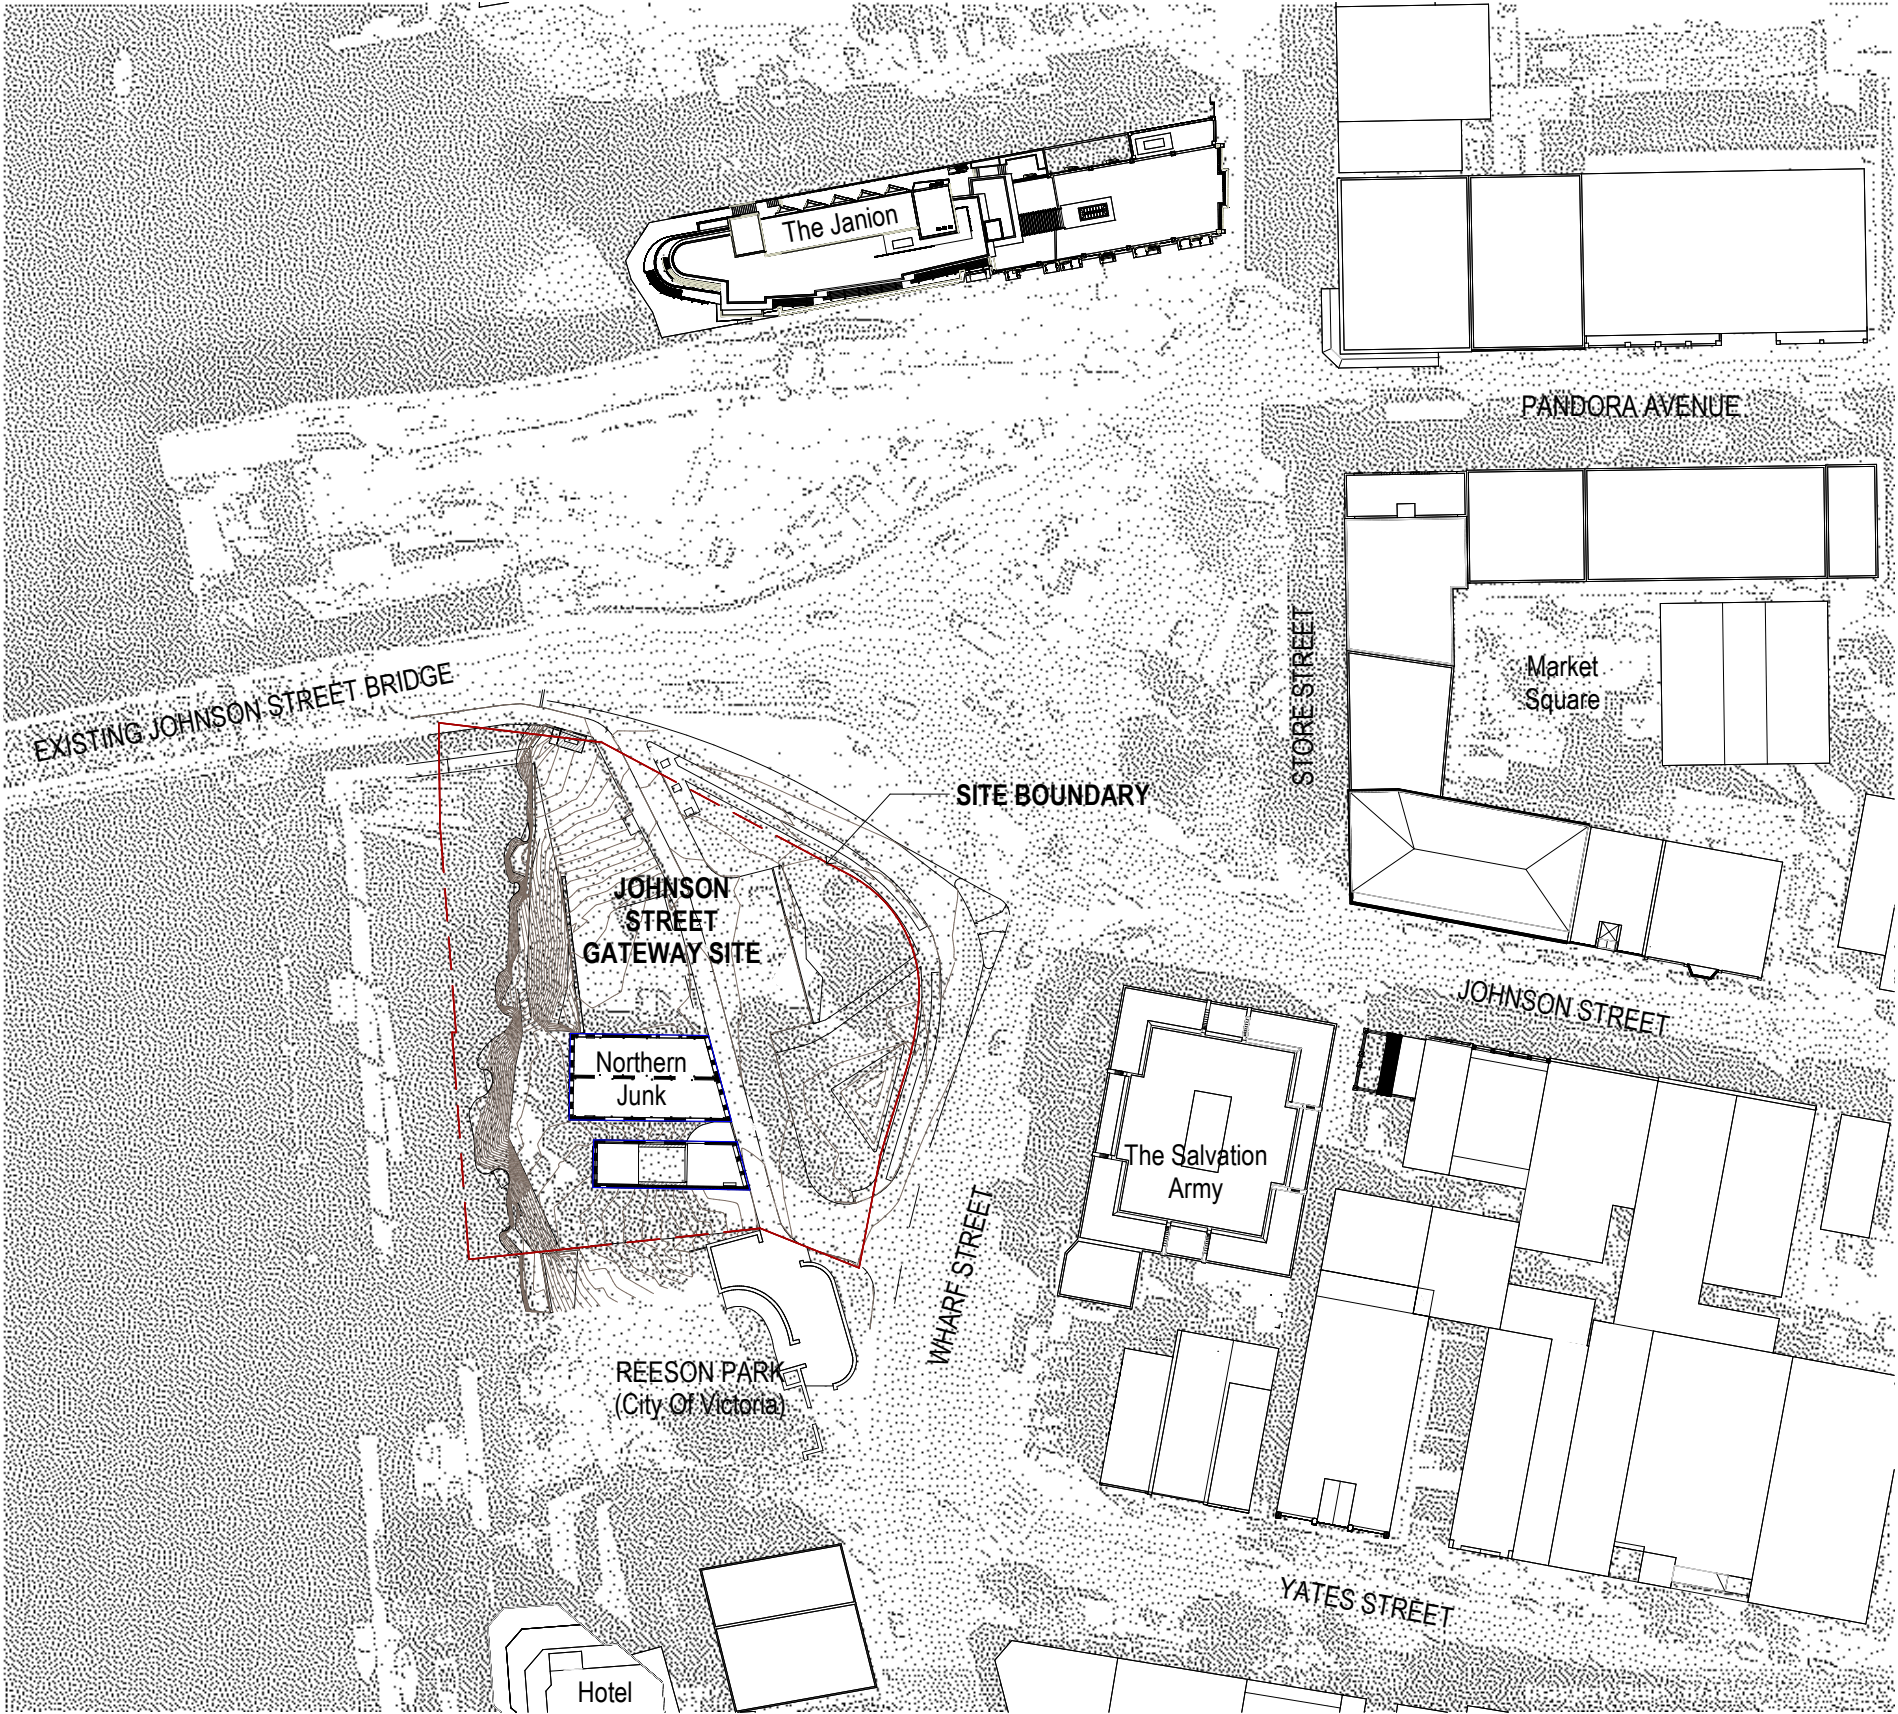 The Janion
PANDORA AVENUE
EXISTING JOHNSON STREET BRIDGE
STORE STREET
Market
Square
SITE BOUNDARY
JOHNSON
STREET
GATEWAY SITE
JOHNSON STREET
Northern
Junk
The Salvation
Army
WHARF STREET
REESON PARK
(City Of Victoria)
YATES STREET
Hotel